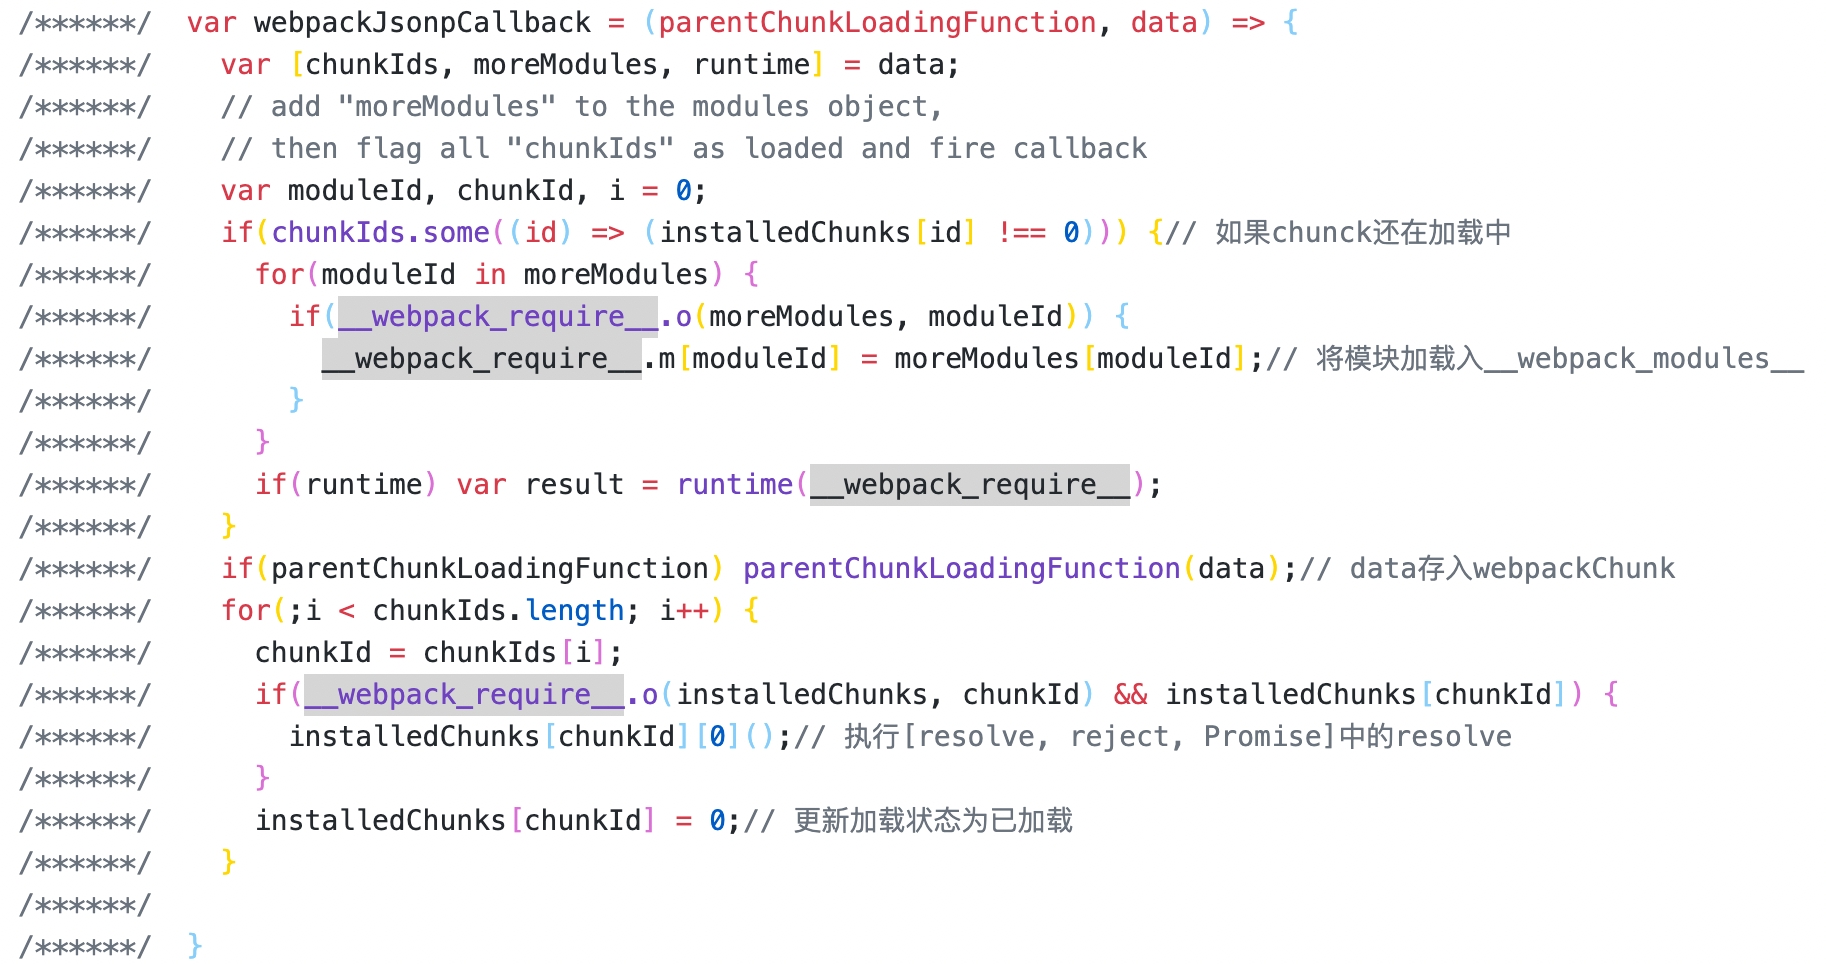 /******/  var webpackJsonpCallback = (parentChunkLoadingFunction, data) => {
/******/    var [chunkIds, moreModules, runtime] = data;
/******/    // add "moreModules" to the modules object,
/******/    // then flag all "chunkIds" as loaded and fire callback
/******/    var moduleId, chunkId, i = 0;
/******/    if(chunkIds.some((id) => (installedChunks[id] !== 0))) {// 如果chunck还在加载中
/******/      for(moduleId in moreModules) {
/******/        if(__webpack_require__.o(moreModules, moduleId)) {
/******/          __webpack_require__.m[moduleId] = moreModules[moduleId];// 将模块加载入__webpack_modules__
/******/        }
/******/      }
/******/      if(runtime) var result = runtime(__webpack_require__);
/******/    }
/******/    if(parentChunkLoadingFunction) parentChunkLoadingFunction(data);// data存入webpackChunk
/******/    for(;i < chunkIds.length; i++) {
/******/      chunkId = chunkIds[i];
/******/      if(__webpack_require__.o(installedChunks, chunkId) && installedChunks[chunkId]) {
/******/        installedChunks[chunkId][0]();// 执行[resolve, reject, Promise]中的resolve
/******/      }
/******/      installedChunks[chunkId] = 0;// 更新加载状态为已加载
/******/    }
/******/
/******/  }